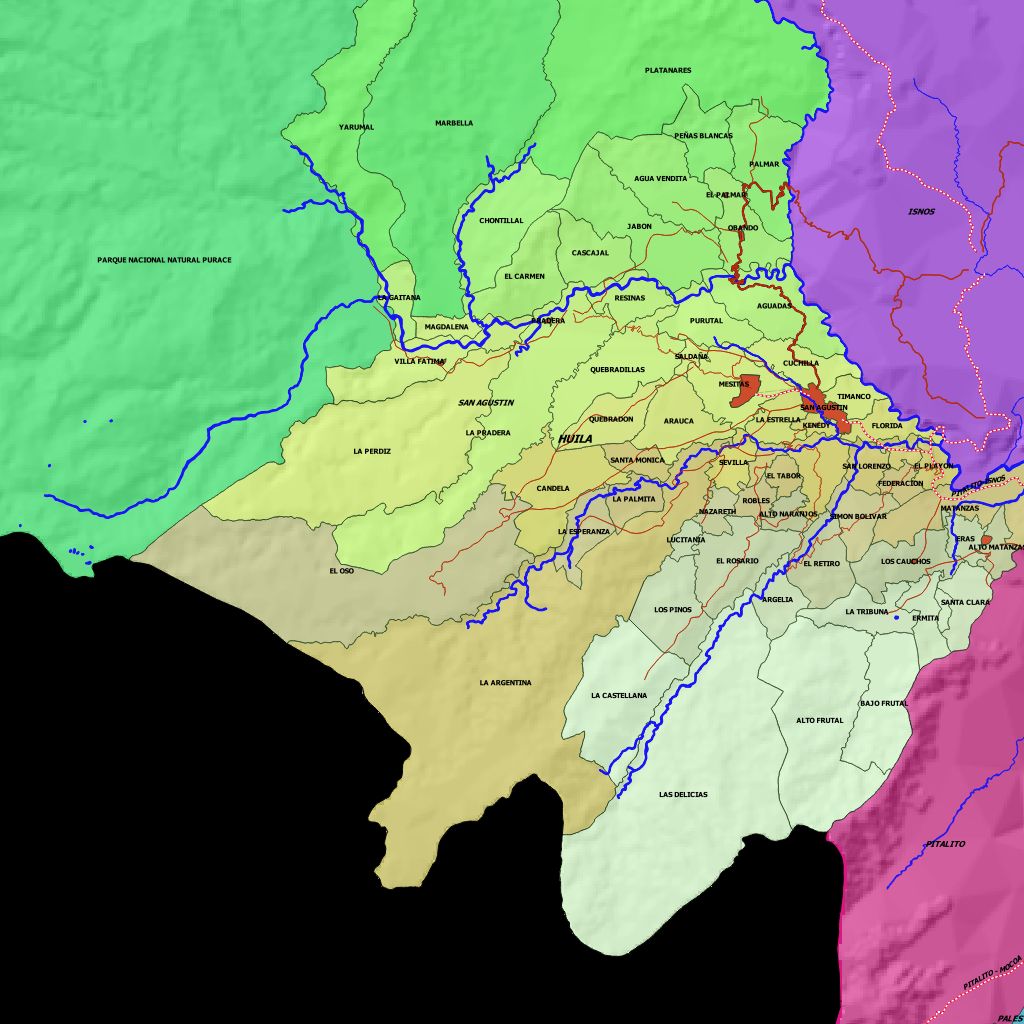 PLATANARES
YARUMAL
MARBELLA
PEÑAS BLANCAS
PALMAR
AGUA VENDITA
EL PALMAR
ISNOS
CHONTILLAL
JABON
OBANDO
CASCAJAL
PARQUE NACIONAL NATURAL PURACE
EL CARMEN
LA GAITANA
RESINAS
AGUADAS
PRADERA
PURUTAL
MAGDALENA
SALDAÑA
VILLA FATIMA
CUCHILLA
QUEBRADILLAS
MESITAS
TIMANCO
SAN AGUSTIN
SAN AGUSTIN
QUEBRADON
ARAUCA
LA ESTRELLA
KENEDY
FLORIDA
LA PRADERA
HUILA
LA PERDIZ
SANTA MONICA
SEVILLA
SAN LORENZO
EL PLAYON
EL TABOR
FEDERACION
PITALITO - ISNOS
CANDELA
LA PALMITA
ROBLES
NAZARETH
ALTO NARANJOS
SIMON BOLIVAR
MATANZAS
LA ESPERANZA
LUCITANIA
ERAS
ALTO MATANZAS
EL OSO
EL ROSARIO
EL RETIRO
LOS CAUCHOS
ARGELIA
SANTA CLARA
LOS PINOS
LA TRIBUNA
ERMITA
LA ARGENTINA
LA CASTELLANA
BAJO FRUTAL
ALTO FRUTAL
LAS DELICIAS
PITALITO
PITALITO - MOCOA
PALES